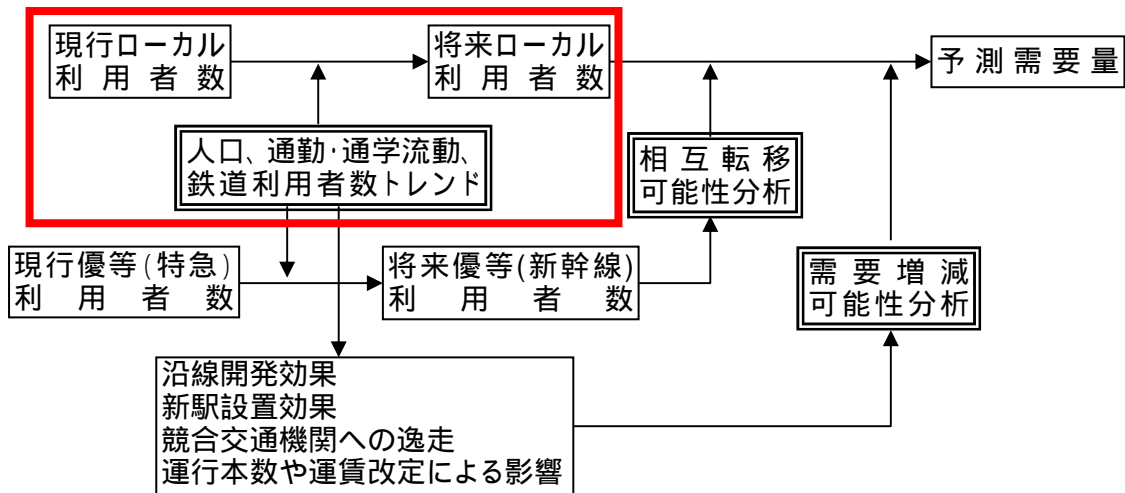 現行ローカル
利用者数
将来ローカル
利用者数
予測需要量
人口、通勤・通学流動、
鉄道利用者数トレンド
相互転移
可能性分析
現行優等(特急)
利用者数
将来優等(新幹線)
利用者数
需要増減
可能性分析
沿線開発効果
新駅設置効果
競合交通機関への逸走
運行本数や運賃改定による影響